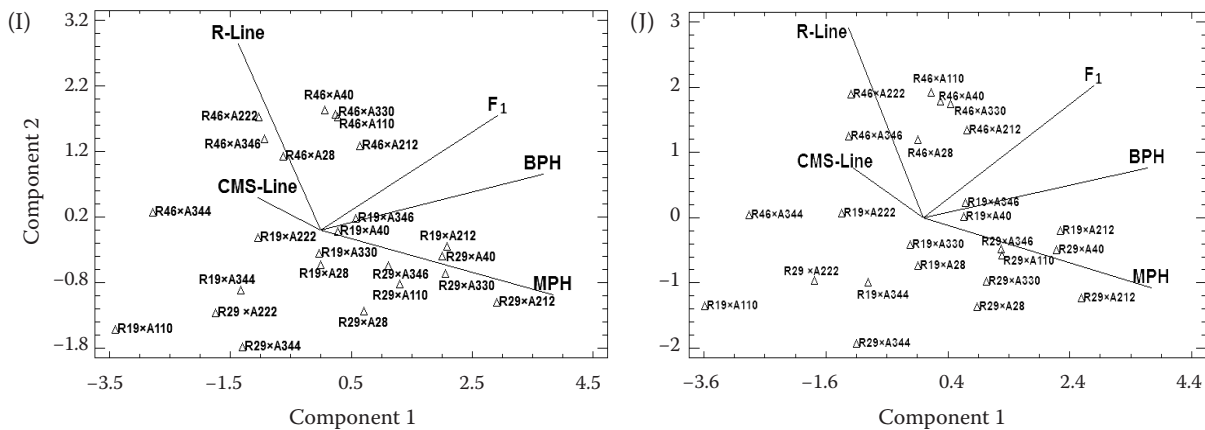 (I)
3.2
2.2
1.2
0.2
−0.8
−1.8
Component 2
R-Line
F1
BPH
CMS-Line
MPH
R46×A40
R46×A330
R46×A110
R46×A222
R46×A346
R46×A28
R46×A212
R46×A344
R19×A346
R19×A40
R19×A222
R19×A212
R19×A330
R29×A40
R19×A28
R29×A346
R29×A330
R19×A344
R29×A110
R29×A212
R29 ×A222
R29×A28
R19×A110
R29×A344
−3.5
−1.5
0.5
2.5
4.5
Component 1
(J)
3
2
1
0
−1
−2
R-Line
F1
BPH
CMS-Line
MPH
R46×A110
R46×A222
R46×A40
R46×A330
R46×A346
R46×A212
R46×A28
R19×A346
R46×A344
R19×A222
R19×A40
R19×A212
R19×A330
R29×A346
R29×A40
R29×A110
R19×A28
R29 ×A222
R19×A344
R29×A330
R29×A212
R19×A110
R29×A28
R29×A344
−3.6
−1.6
0.4
2.4
4.4
Component 1